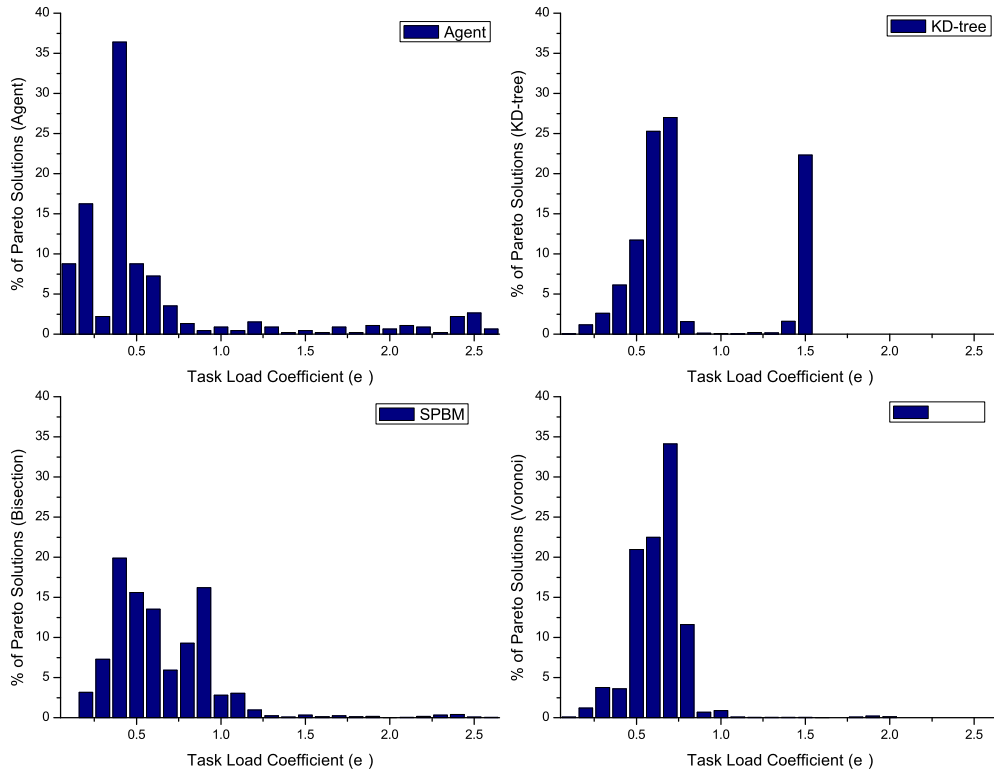 % of Pareto Solutions (Agent)
40
35
30
25
20
15
10
5
0
Agent
0.5 1.0 1.5 2.0 2.5
Task Load Coefficient (e )
% of Pareto Solutions (KD-tree)
40
35
30
25
20
15
10
5
0
KD-tree
0.5 1.0 1.5 2.0 2.5
Task Load Coefficient (e )
% of Pareto Solutions (Bisection)
40
35
30
25
20
15
10
5
0
SPBM
0.5 1.0 1.5 2.0 2.5
Task Load Coefficient (e )
% of Pareto Solutions (Voronoi)
40
35
30
25
20
15
10
5
0
0.5 1.0 1.5 2.0 2.5
Task Load Coefficient (e )